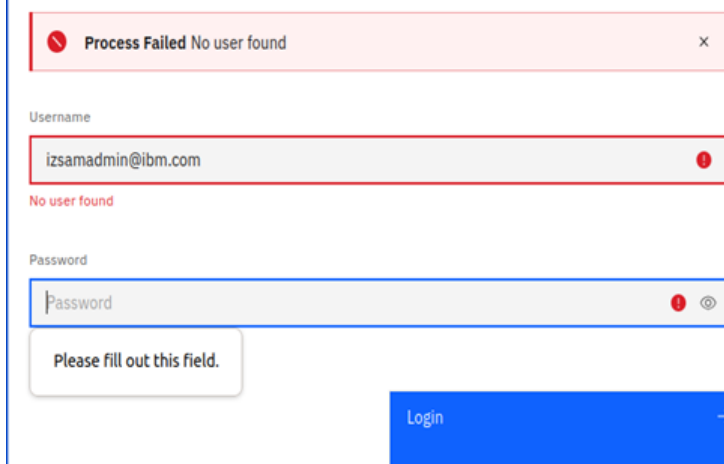 Process Failed No user found
Username
izsamadmin@ibm.com
No user found
Password
Password
Please fill out this field.
Login